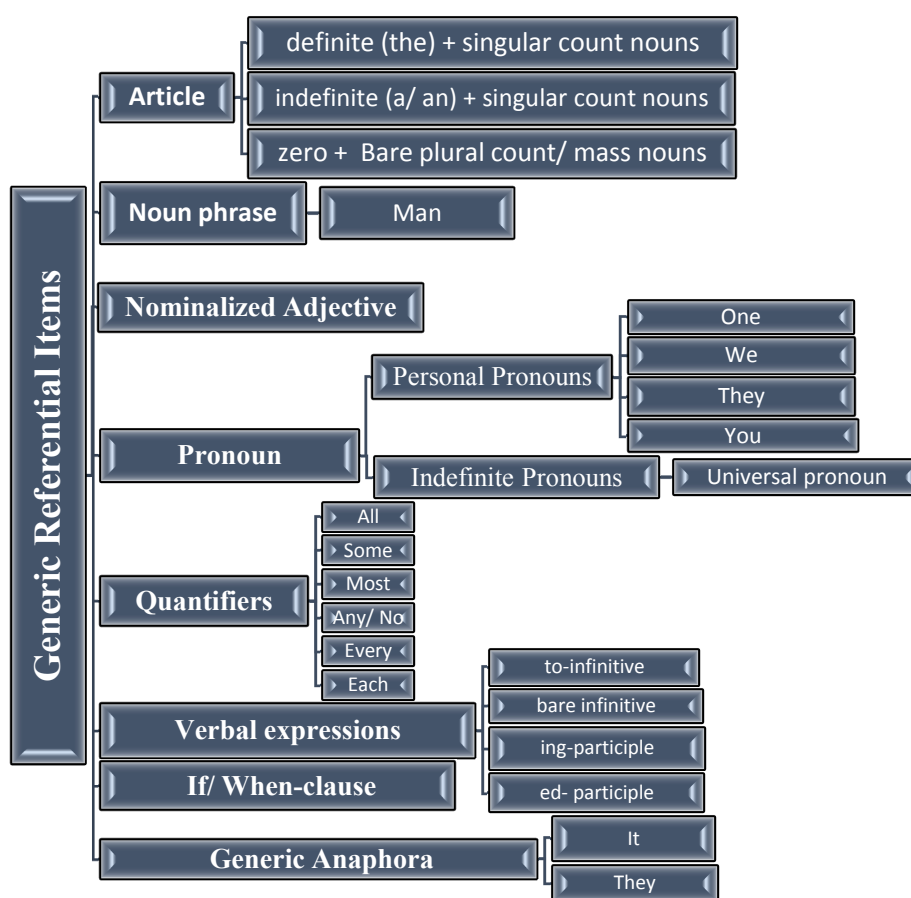 Generic Referential Items
Article
definite (the) + singular count nouns
indefinite (a/ an) + singular count nouns
zero + Bare plural count/ mass nouns
Noun phrase
Man
Nominalized Adjective
Pronoun
Personal Pronouns
One
We
They
You
Indefinite Pronouns
Universal pronoun
Quantifiers
All
Some
Most
Any/ No
Every
Each
Verbal expressions
to-infinitive
bare infinitive
ing-participle
ed- participle
If/ When-clause
Generic Anaphora
It
They